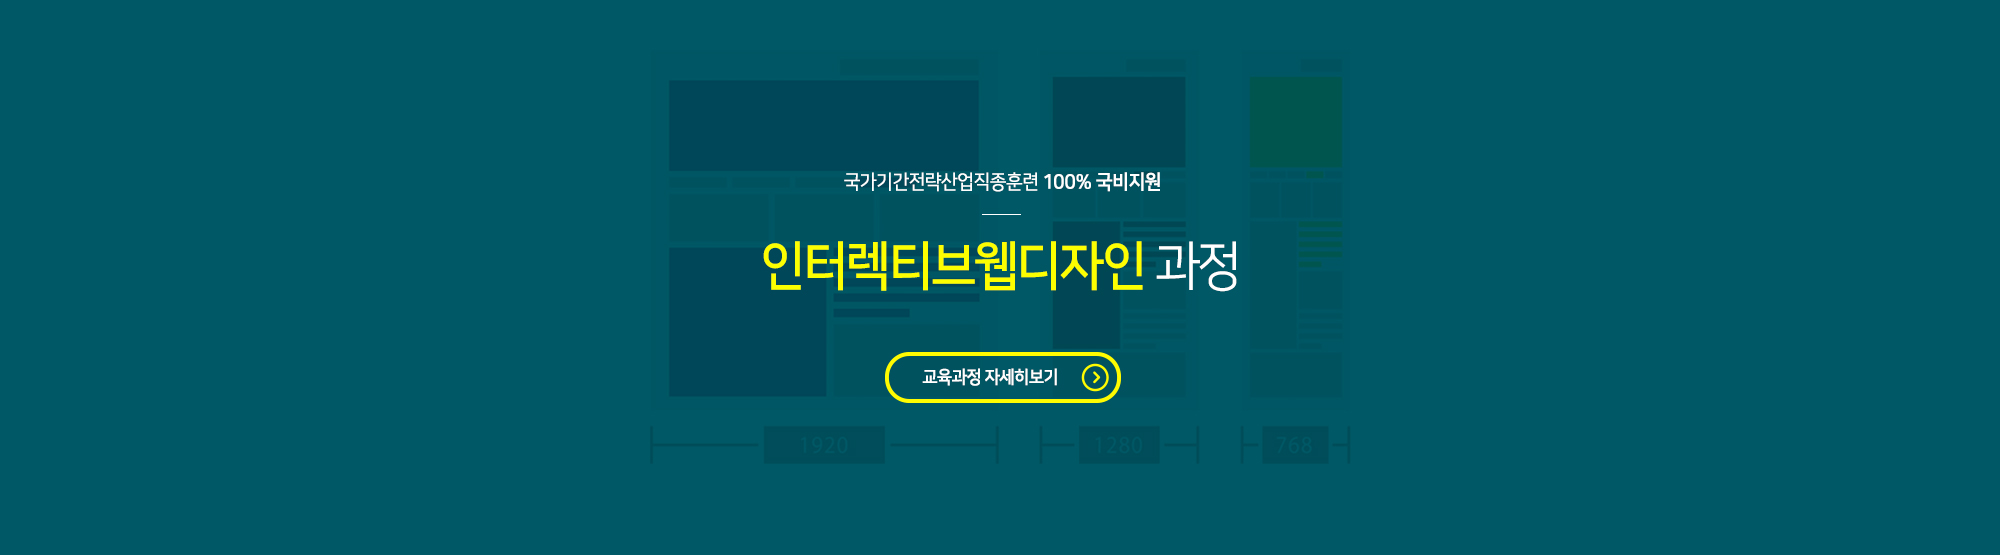 국가기간전략산업직종훈련 100% 국비지원
인터렉티브웹디자인 과정
교육과정 자세히보기
1920
1280
768